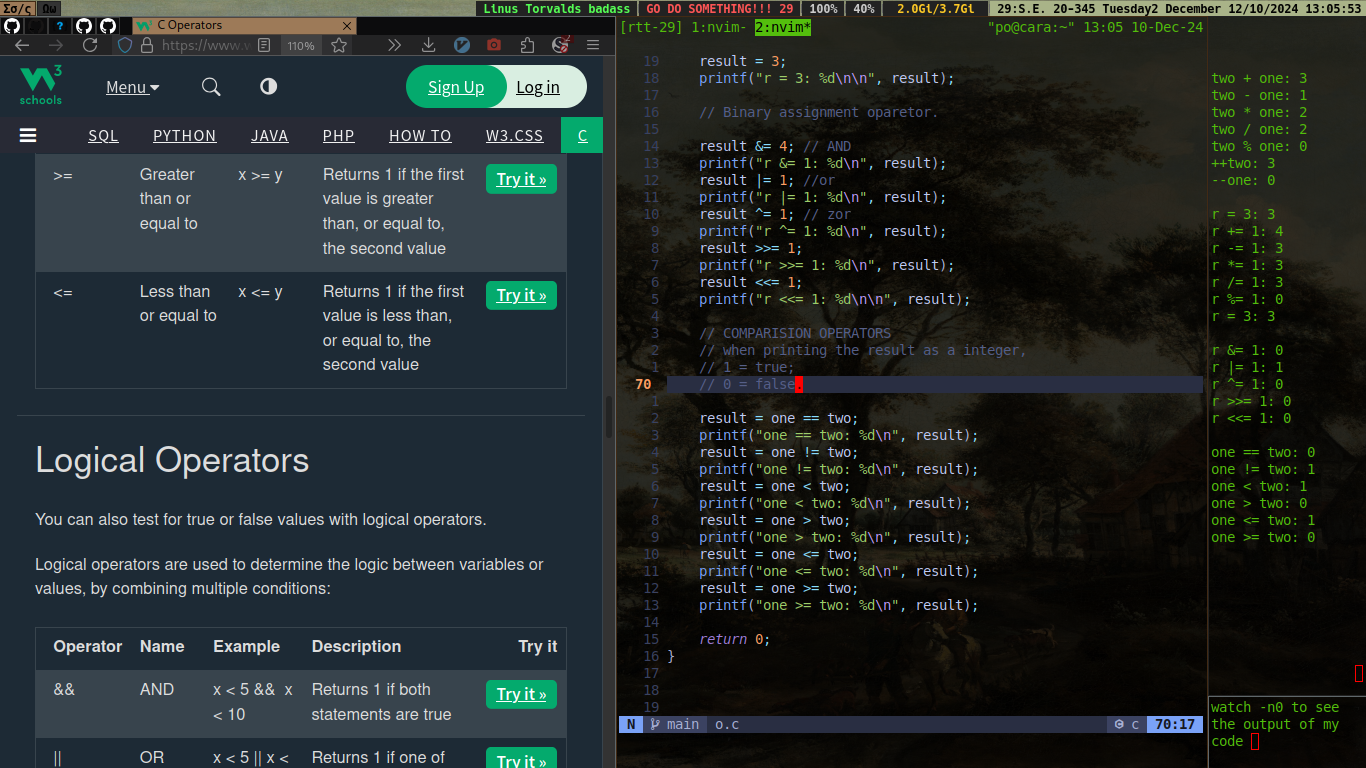 Σσ/ς Ωω Linus Torvalds badass GO DO SOMETHING!!! 29 100% 40% 2.0Gi/3.7Gi 29:S.E. 20-345 Tuesday2 December 12/10/2024 13:05:53
? C Operators
https://www.w 110%
W3 schools
Menu
Sign Up Log in
SQL PYTHON JAVA PHP HOW TO W3.CSS C
>= Greater than or equal to x >= y Returns 1 if the first value is greater than, or equal to, the second value Try it »
<= Less than or equal to x <= y Returns 1 if the first value is less than, or equal to, the second value Try it »
Logical Operators
You can also test for true or false values with logical operators.
Logical operators are used to determine the logic between variables or
values, by combining multiple conditions:
Operator Name Example Description Try it
&& AND x < 5 && x < 10 Returns 1 if both statements are true Try it »
|| OR x < 5 || x < Returns 1 if one of Try it »
[rtt-29] 1:nvim- 2:nvim* "po@cara:~" 13:05 10-Dec-24
19 result = 3;
18 printf("r = 3: %d\n\n", result);
17
16 // Binary assignment oparetor.
15
14 result &= 4; // AND
13 printf("r &= 1: %d\n", result);
12 result |= 1; //or
11 printf("r |= 1: %d\n", result);
10 result ^= 1; // zor
9 printf("r ^= 1: %d\n", result);
8 result >>= 1;
7 printf("r >>= 1: %d\n", result);
6 result <<= 1;
5 printf("r <<= 1: %d\n\n", result);
4
3 // COMPARISION OPERATORS
2 // when printing the result as a integer,
1 // 1 = true;
70 // 0 = false.
1
2 result = one == two;
3 printf("one == two: %d\n", result);
4 result = one != two;
5 printf("one != two: %d\n", result);
6 result = one < two;
7 printf("one < two: %d\n", result);
8 result = one > two;
9 printf("one > two: %d\n", result);
10 result = one <= two;
11 printf("one <= two: %d\n", result);
12 result = one >= two;
13 printf("one >= two: %d\n", result);
14
15 return 0;
16 }
17
18
19
N main o.c c 70:17
two + one: 3
two - one: 1
two * one: 2
two / one: 2
two % one: 0
++two: 3
--one: 0
r = 3: 3
r += 1: 4
r -= 1: 3
r *= 1: 3
r /= 1: 3
r %= 1: 0
r = 3: 3
r &= 1: 0
r |= 1: 1
r ^= 1: 0
r >>= 1: 0
r <<= 1: 0
one == two: 0
one != two: 1
one < two: 1
one > two: 0
one <= two: 1
one >= two: 0
watch -n0 to see
the output of my
code